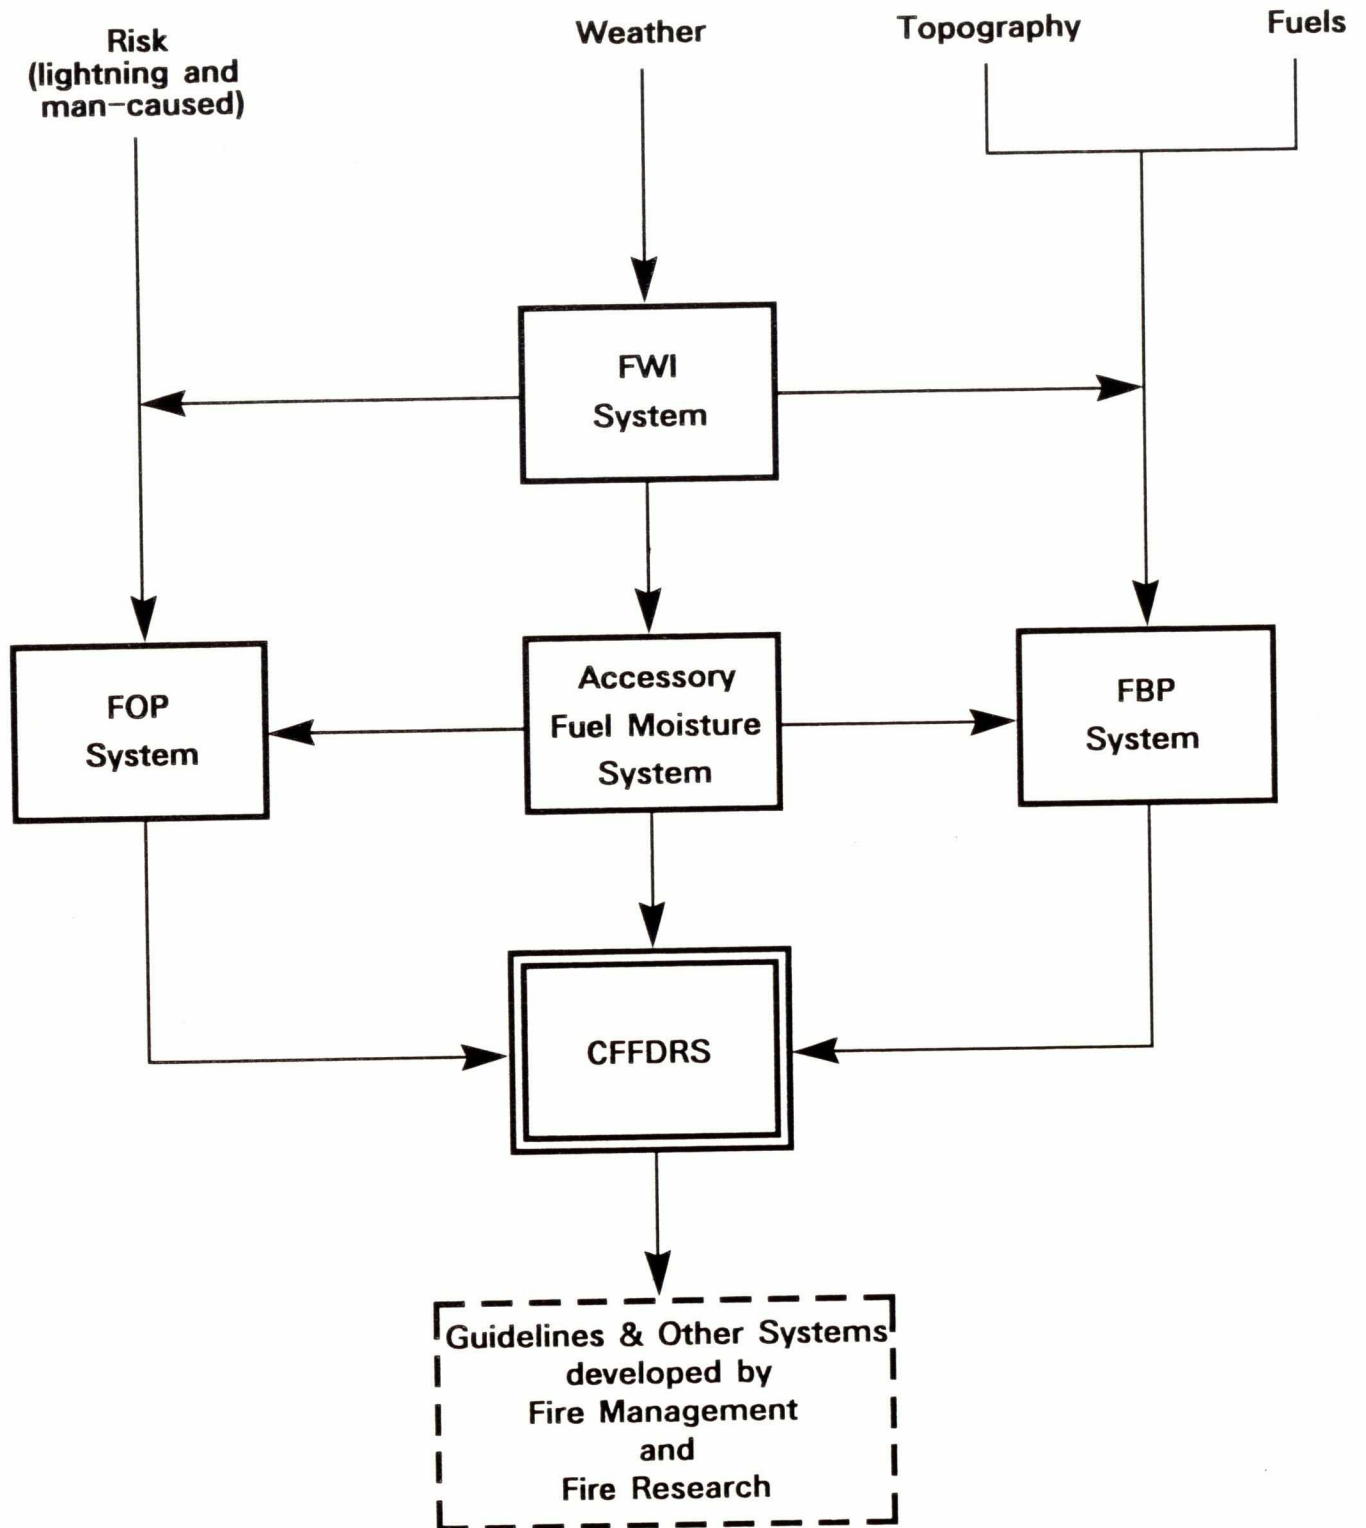 Risk
(lightning and
man-caused)
Weather
Topography
Fuels
FWI
System
FOP
System
Accessory
Fuel Moisture
System
FBP
System
CFFDRS
Guidelines & Other Systems
developed by
Fire Management
and
Fire Research